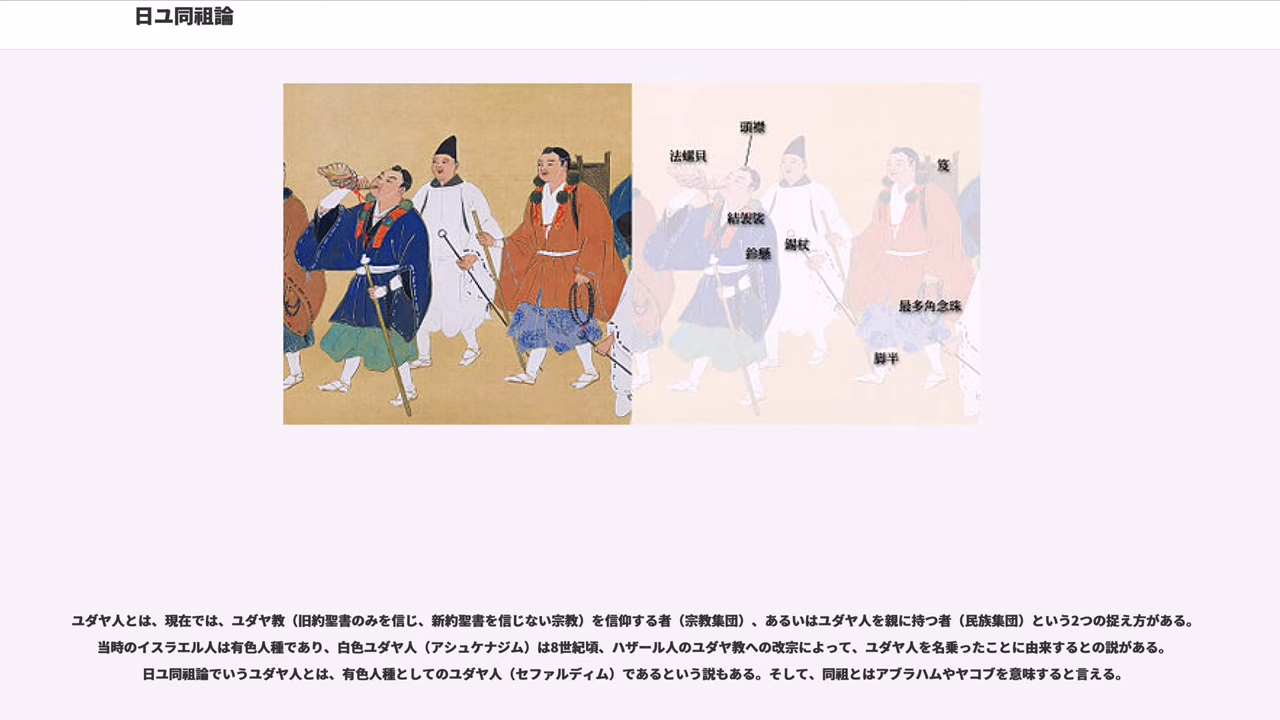 日ユ同祖論
頭襟
法螺貝
笈
結袈裟
錫杖
鈴懸
最多角念珠
脚半
ユダヤ人とは、現在では、ユダヤ教（旧約聖書のみを信じ、新約聖書を信じない宗教）を信仰する者（宗教集団）、あるいはユダヤ人を親に持つ者（民族集団）という2つの捉え方がある。
当時のイスラエル人は有色人種であり、白色ユダヤ人（アシュケナジム）は8世紀頃、ハザール人のユダヤ教への改宗によって、ユダヤ人を名乗ったことに由来するとの説がある。
日ユ同祖論でいうユダヤ人とは、有色人種としてのユダヤ人（セファルディム）であるという説もある。そして、同祖とはアブラハムやヤコブを意味すると言える。